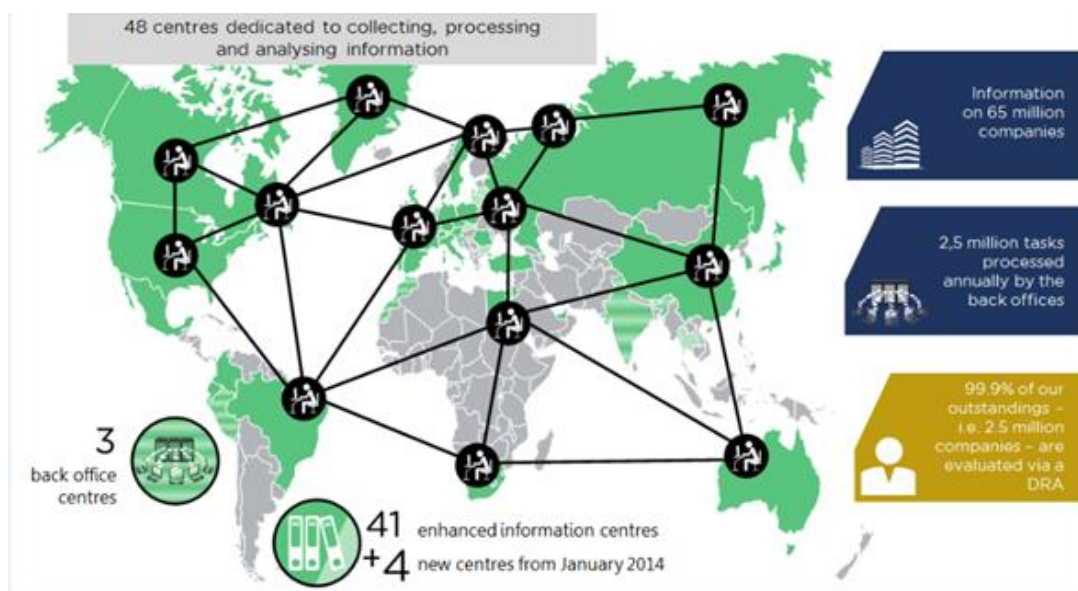 48 centres dedicated to collecting, processing
and analysing information
Information
on 65 million
companies
2,5 million tasks
processed
annually by the
back offices
99.9% of our
outstandings –
i.e. 2.5 million
companies – are
evaluated via a
DRA
3
back office
centres
41 enhanced information centres
+4 new centres from January 2014